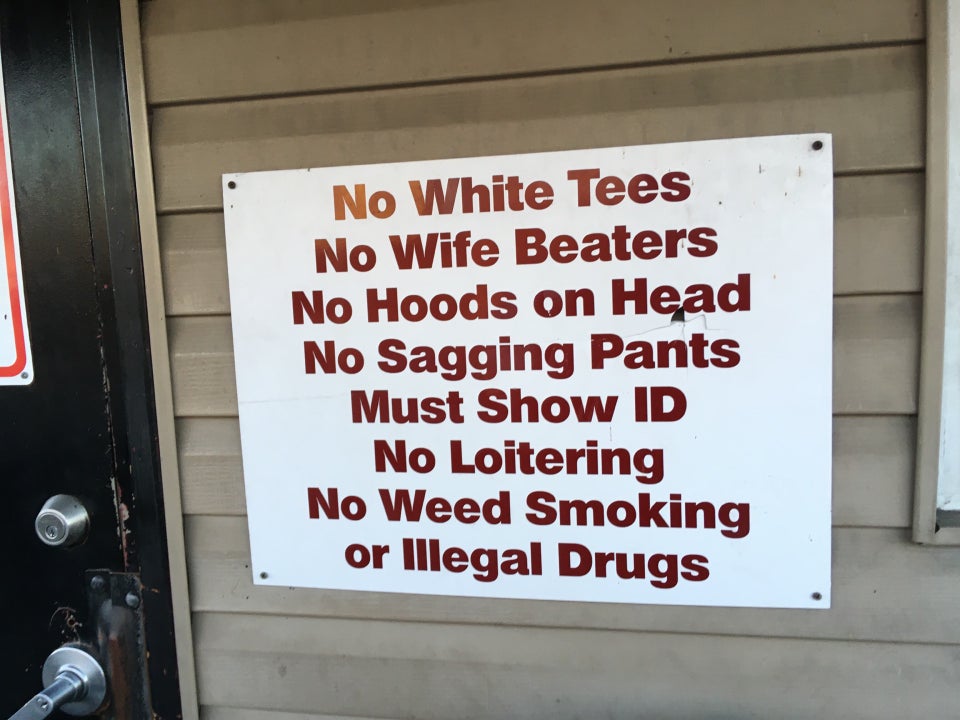 No White Tees
No Wife Beaters
No Hoods on Head
No Sagging Pants
Must Show ID
No Loitering
No Weed Smoking
or Illegal Drugs